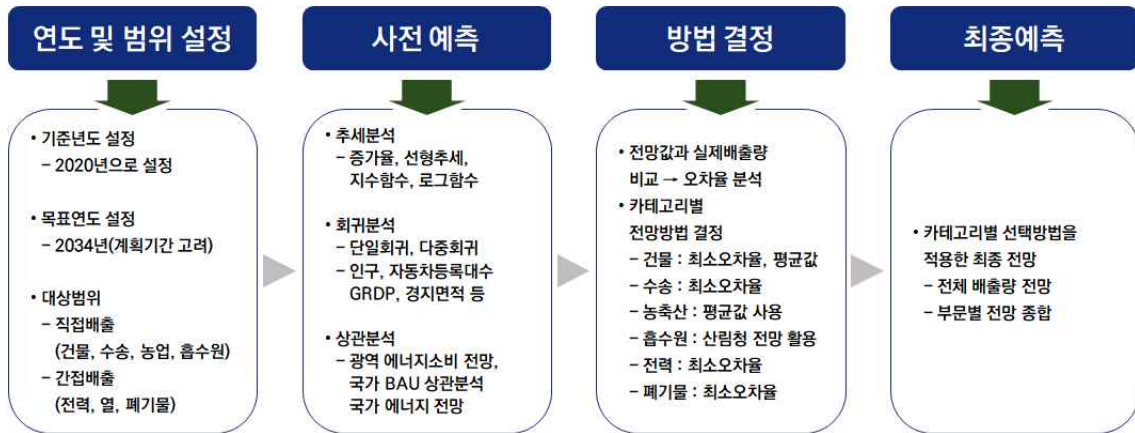 연도 및 범위 설정
• 기준년도 설정
– 2020년으로 설정
• 목표연도 설정
– 2034년(계획기간 고려)
• 대상범위
– 직접배출
(건물, 수송, 농업, 흡수원)
– 간접배출
(전력, 열, 폐기물)
사전 예측
• 추세분석
– 증가율, 선형추세,
지수함수, 로그함수
• 회귀분석
– 단일회귀, 다중회귀
– 인구, 자동차등록대수
GRDP, 경지면적 등
• 상관분석
– 광역 에너지소비 전망,
국가 BAU 상관분석
국가 에너지 전망
방법 결정
• 전망값과 실제배출량
비교 → 오차율 분석
• 카테고리별
전망방법 결정
– 건물 : 최소오차율, 평균값
– 수송 : 최소오차율
– 농축산 : 평균값 사용
– 흡수원 : 산림청 전망 활용
– 전력 : 최소오차율
– 폐기물 : 최소오차율
최종예측
• 카테고리별 선택방법을
적용한 최종 전망
– 전체 배출량 전망
– 부문별 전망 종합